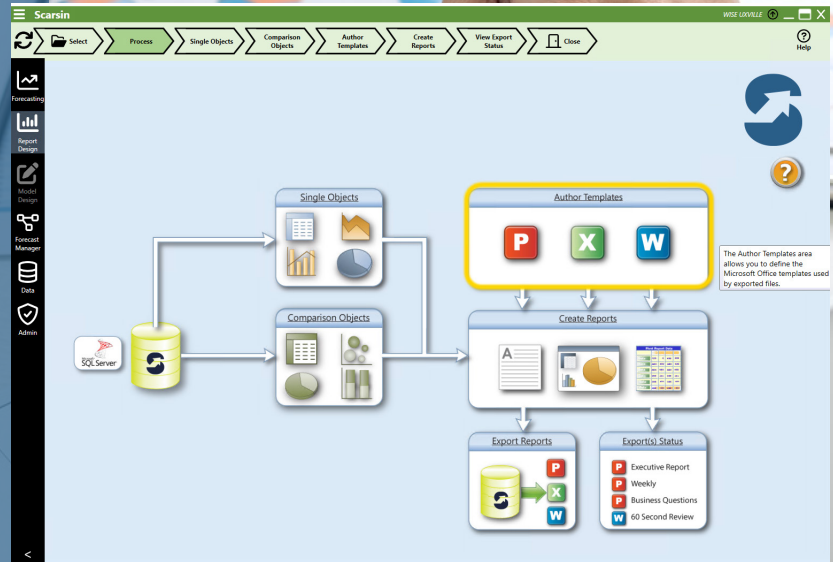 Scarsin
WISE UXVILLE
Select
Process
Single Objects
Comparison
Objects
Author
Templates
Create
Reports
View Export
Status
Close
Help
Forecasting
Report
Design
Model
Design
Forecast
Manager
Data
Admin
<
Single Objects
Author Templates
P X W
The Author Templates area
allows you to define the
Microsoft Office templates used
by exported files.
SQL Server
Comparison Objects
Create Reports
A
Export Reports
P
X
W
Export(s) Status
P Executive Report
P Weekly
P Business Questions
W 60 Second Review